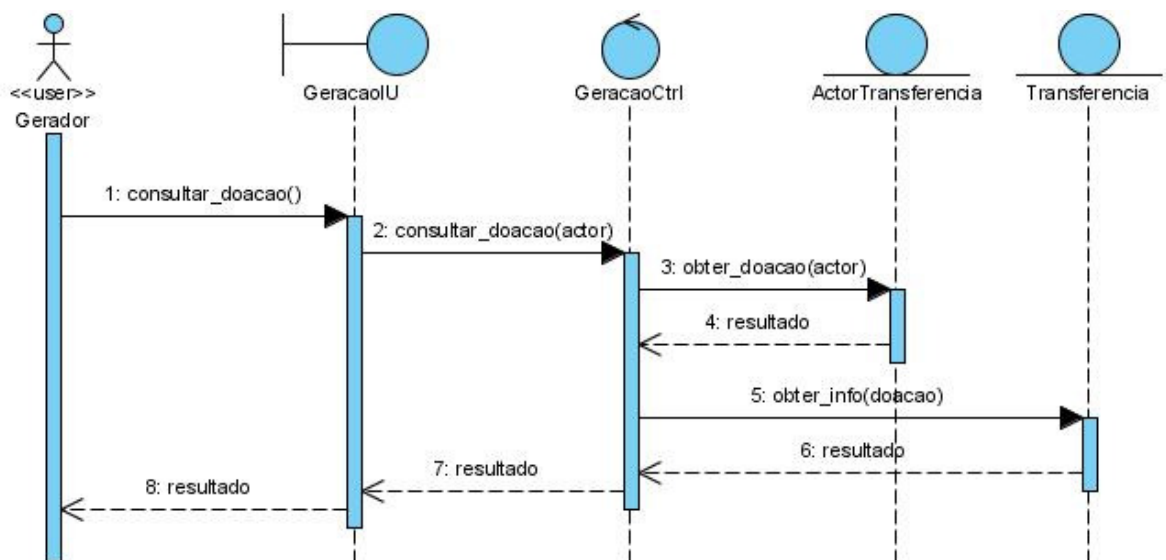 <<user>>
Gerador
GeracaoIU
GeracaoCtrl
ActorTransferencia
Transferencia
1: consultar_doacao()
2: consultar_doacao(actor)
3: obter_doacao(actor)
4: resultado
5: obter_info(doacao)
6: resultado
7: resultado
8: resultado